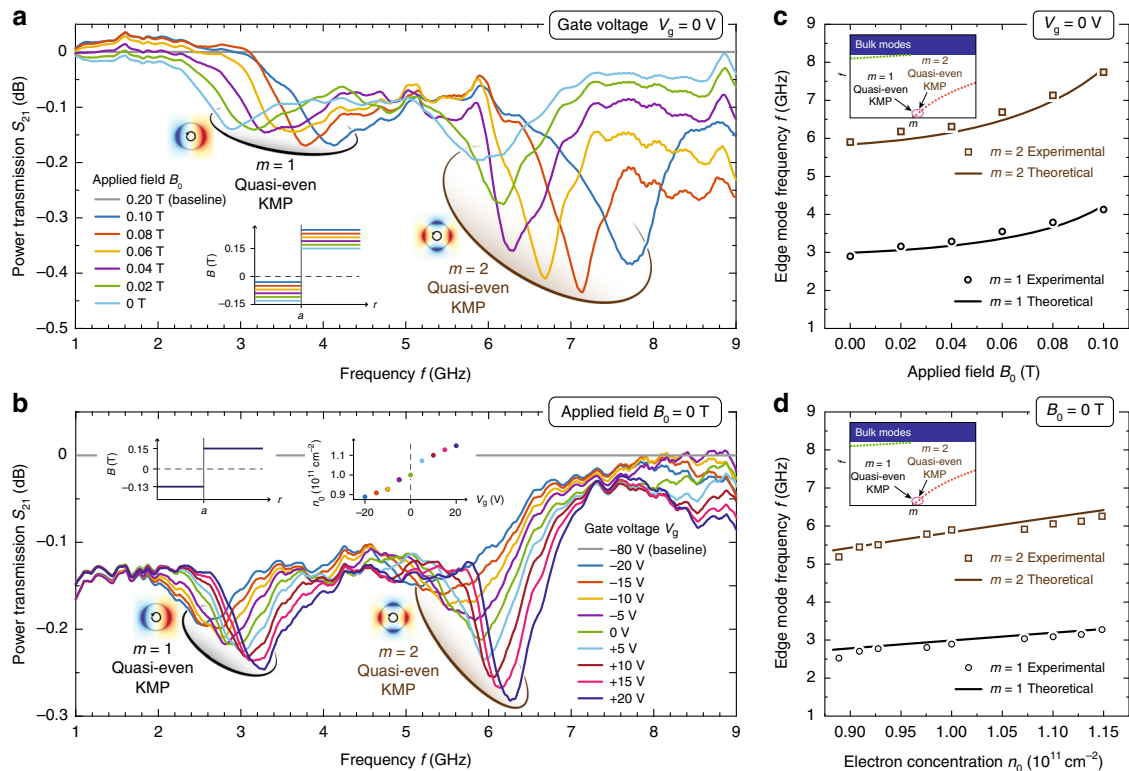 a
Gate voltage Vg = 0 V
Power transmission S21 (dB)
0
−0.1
−0.2
−0.3
−0.4
−0.5
1 2 3 4 5 6 7 8 9
Frequency f (GHz)
m = 1
Quasi-even
KMP
m = 2
Quasi-even
KMP
Applied field B0
0.20 T (baseline)
0.10 T
0.08 T
0.06 T
0.04 T
0.02 T
0 T
B (T)
0.15
0
−0.15
a
r
b
Applied field B0 = 0 T
Power transmission S21 (dB)
0
−0.1
−0.2
−0.3
1 2 3 4 5 6 7 8 9
Frequency f (GHz)
B (T)
0.15
0
−0.13
a
r
n0 (10¹¹ cm⁻²)
1.1
1.0
0.9
−20 0 20
Vg (V)
m = 1
Quasi-even
KMP
m = 2
Quasi-even
KMP
Gate voltage Vg
−80 V (baseline)
−20 V
−15 V
−10 V
−5 V
0 V
+5 V
+10 V
+15 V
+20 V
c
Vg = 0 V
Edge mode frequency f (GHz)
9
8
7
6
5
4
3
2
1
0.00 0.02 0.04 0.06 0.08 0.10
Applied field B0 (T)
Bulk modes
f
m = 1
Quasi-even
KMP
m = 2
Quasi-even
KMP
m
m = 2 Experimental
m = 2 Theoretical
m = 1 Experimental
m = 1 Theoretical
d
B0 = 0 T
Edge mode frequency f (GHz)
9
8
7
6
5
4
3
2
1
0.90 0.95 1.00 1.05 1.10 1.15
Electron concentration n0 (10¹¹ cm⁻²)
Bulk modes
f
m = 1
Quasi-even
KMP
m = 2
Quasi-even
KMP
m
m = 2 Experimental
m = 2 Theoretical
m = 1 Experimental
m = 1 Theoretical